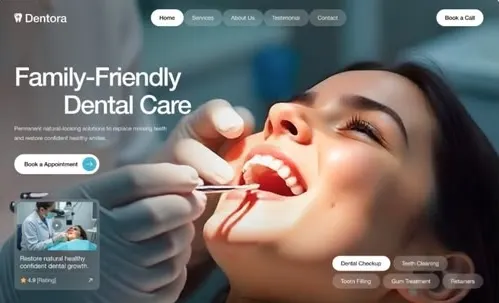 Dentora
Home
Services
About Us
Testimonial
Contact
Book a Call
Family-Friendly
Dental Care
Permanent natural-looking solutions to replace missing teeth
and restore confident healthy smiles.
Book a Appointment
Restore natural healthy
confident dental growth.
4.9 [Rating]
Dental Checkup
Teeth Cleaning
Tooth Filling
Gum Treatment
Retainers